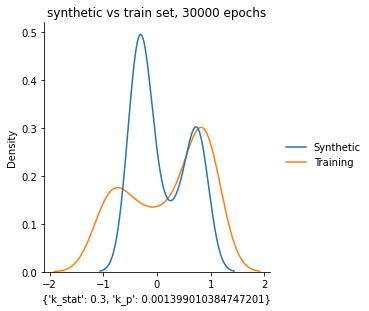 synthetic vs train set, 30000 epochs
0.5
0.4
0.3
0.2
0.1
0.0
Density
Synthetic
Training
−2 −1 0 1 2
{'k_stat': 0.3, 'k_p': 0.001399010384747201}